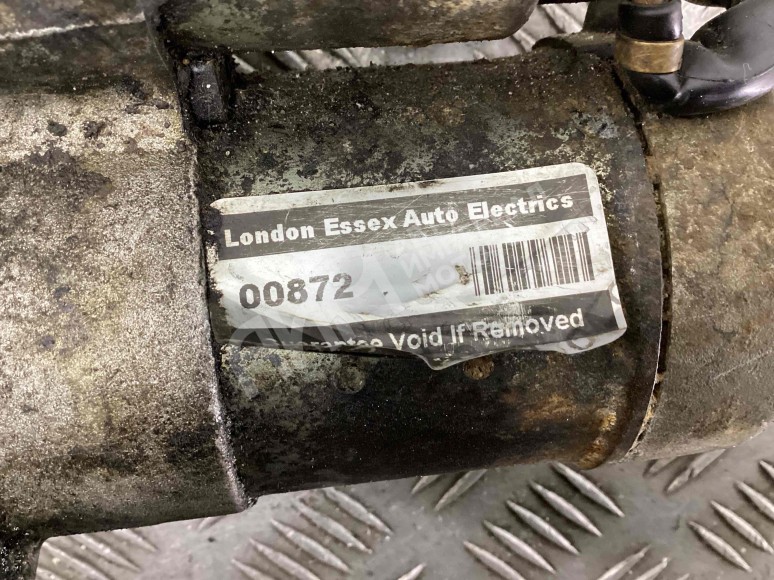 London Essex Auto Electrics
00872
Void If Removed